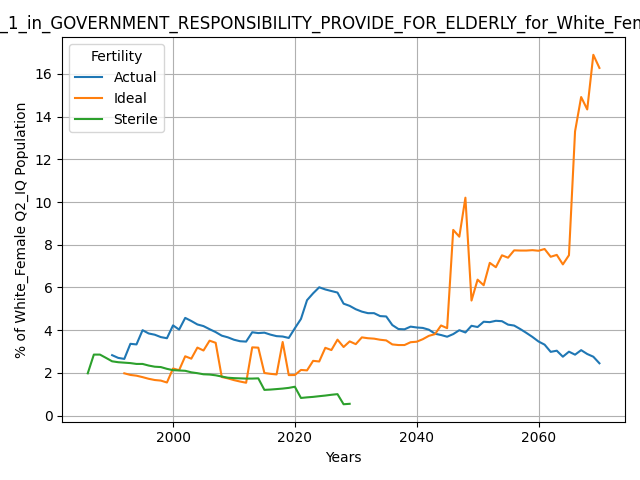 _1_in_GOVERNMENT_RESPONSIBILITY_PROVIDE_FOR_ELDERLY_for_White_Fem
Fertility
Actual
Ideal
Sterile
% of White_Female Q2_IQ Population
16
14
12
10
8
6
4
2
0
2000 2020 2040 2060
Years